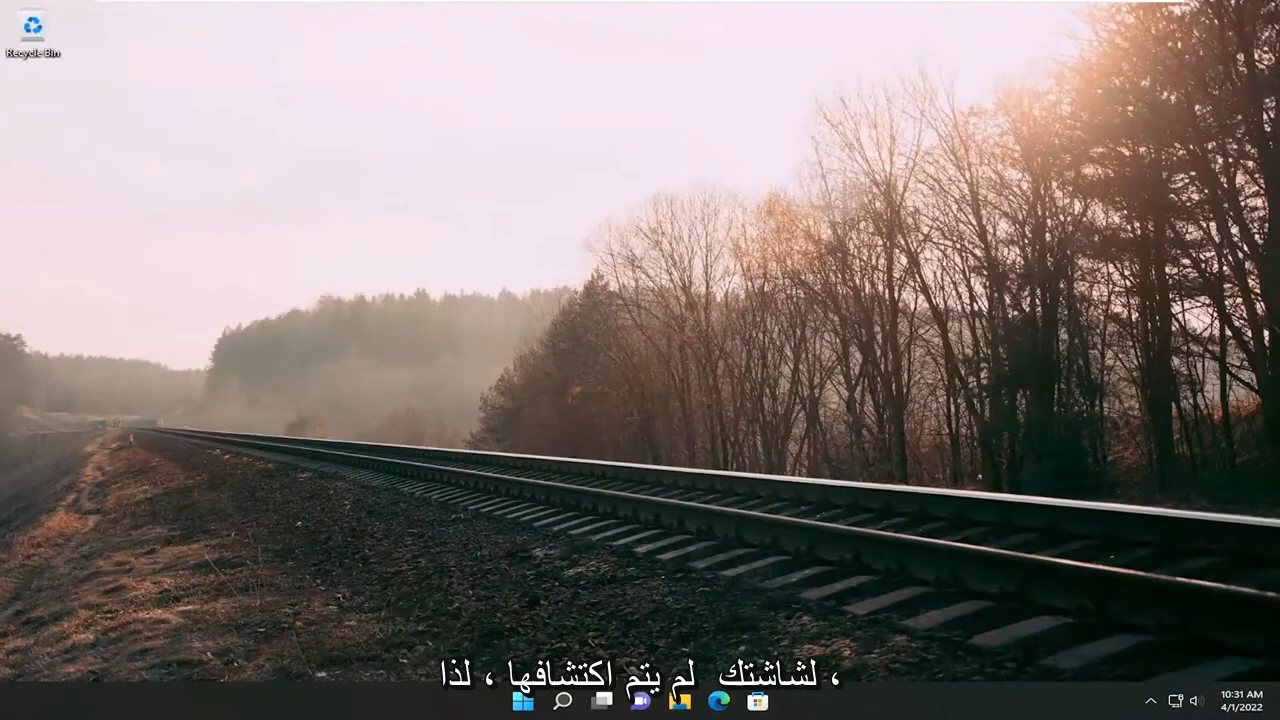 Recycle Bin
، لشاشتك  لم يتم اكتشافها ، لذا
10:31 AM
4/1/2022